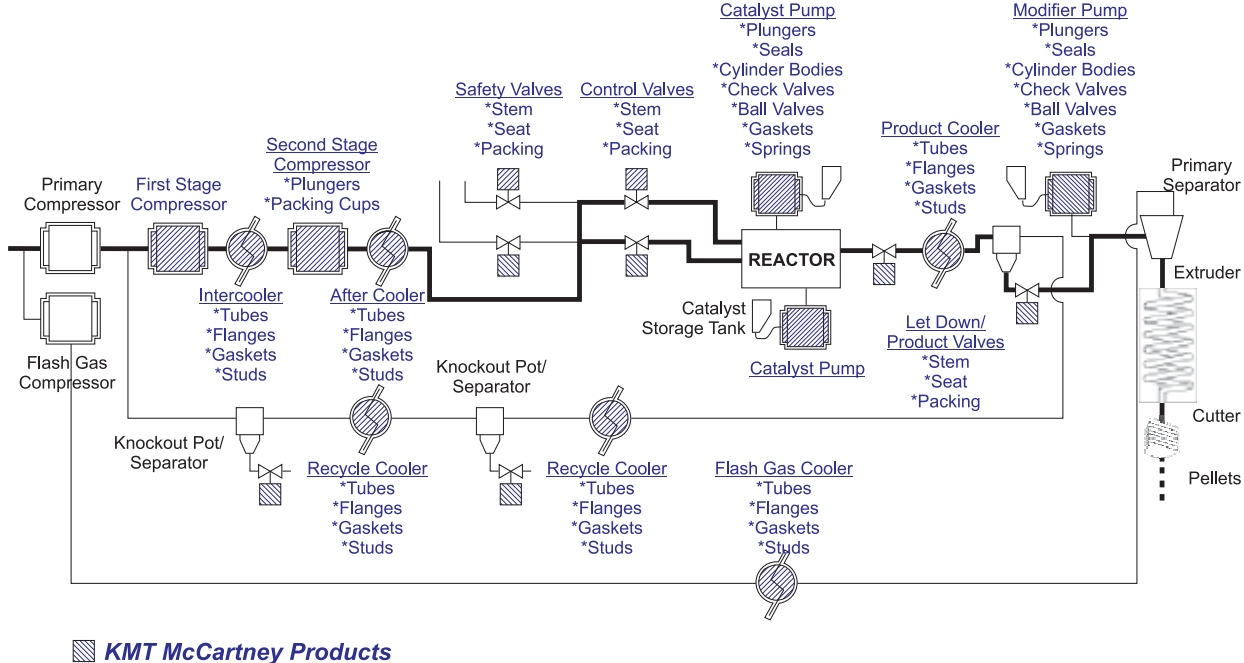 Catalyst Pump
*Plungers
*Seals
*Cylinder Bodies
*Check Valves
*Ball Valves
*Gaskets
*Springs
Modifier Pump
*Plungers
*Seals
*Cylinder Bodies
*Check Valves
*Ball Valves
*Gaskets
*Springs
Safety Valves
*Stem
*Seat
*Packing
Control Valves
*Stem
*Seat
*Packing
Product Cooler
*Tubes
*Flanges
*Gaskets
*Studs
Primary
Separator
Second Stage
Compressor
*Plungers
*Packing Cups
Primary
Compressor
First Stage
Compressor
REACTOR
Extruder
Intercooler
*Tubes
*Flanges
*Gaskets
*Studs
After Cooler
*Tubes
*Flanges
*Gaskets
*Studs
Catalyst
Storage Tank
Catalyst Pump
Let Down/
Product Valves
*Stem
*Seat
*Packing
Flash Gas
Compressor
Knockout Pot/
Separator
Knockout Pot/
Separator
Cutter
Pellets
Recycle Cooler
*Tubes
*Flanges
*Gaskets
*Studs
Recycle Cooler
*Tubes
*Flanges
*Gaskets
*Studs
Flash Gas Cooler
*Tubes
*Flanges
*Gaskets
*Studs
KMT McCartney Products